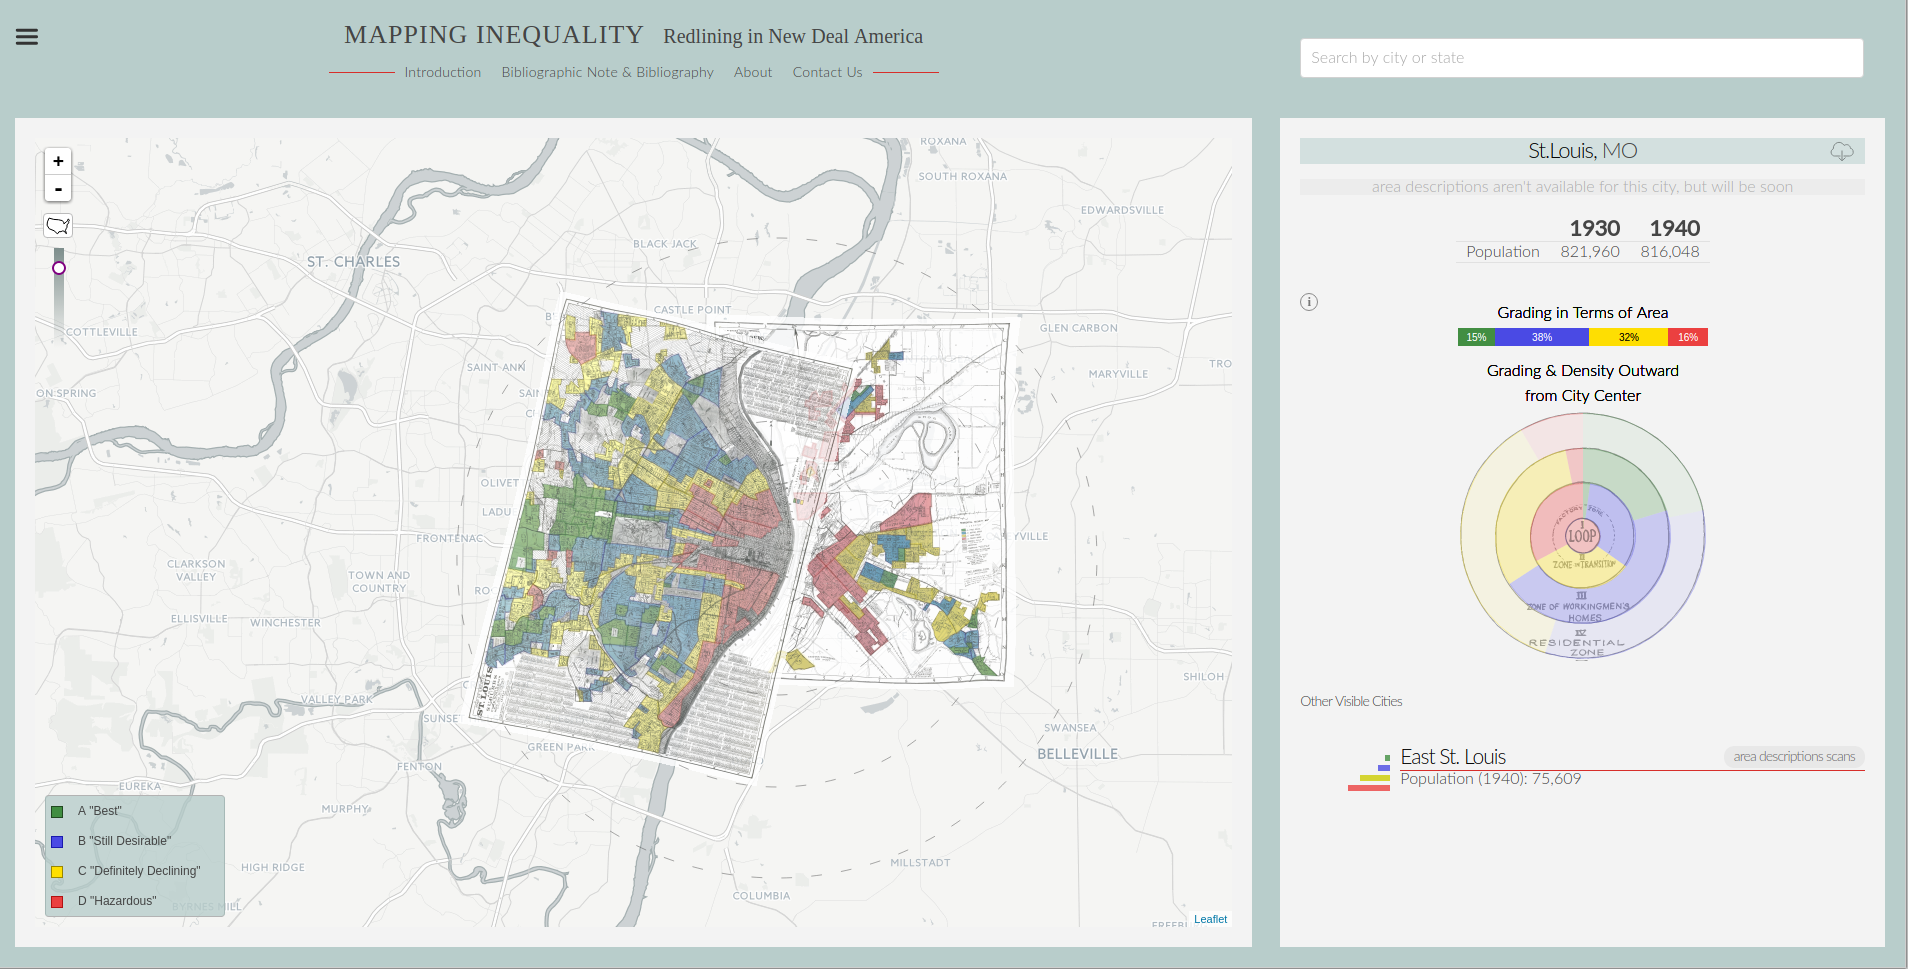 MAPPING INEQUALITY Redlining in New Deal America
Introduction Bibliographic Note & Bibliography About Contact Us
Search by city or state
+
-
ROXANA
SOUTH ROXANA
EDWARDSVILLE
BLACK JACK
ST. CHARLES
CASTLE POINT
COTTLEVILLE
GLEN CARBON
SAINT ANN
MARYVILLE
TRO
ON SPRING
SAI
OLIVET
LADU
FRONTENAC
YVILLE
CLARKSON
VALLEY
TOWN AND
COUNTRY
RO
ELLISVILLE
WINCHESTER
VALLEY PARK
SUNSE
ST. LOUIS
SHILOH
SWANSEA
BELLEVILLE
GREEN PARK
FENTON
EUREKA
MURPHY
HIGH RIDGE
BYRNES MILL
MILLSTADT
COLUMBIA
FREEBU
A "Best"
B "Still Desirable"
C "Definitely Declining"
D "Hazardous"
Leaflet
St.Louis, MO
area descriptions aren't available for this city, but will be soon
1930 1940
Population 821,960 816,048
i
Grading in Terms of Area
15% 38% 32% 16%
Grading & Density Outward
from City Center
FACTORY ZONE
I
LOOP
II
ZONE IN TRANSITION
III
ZONE OF WORKINGMEN'S
HOMES
IV
RESIDENTIAL
ZONE
Other Visible Cities
East St. Louis
area descriptions scans
Population (1940): 75,609